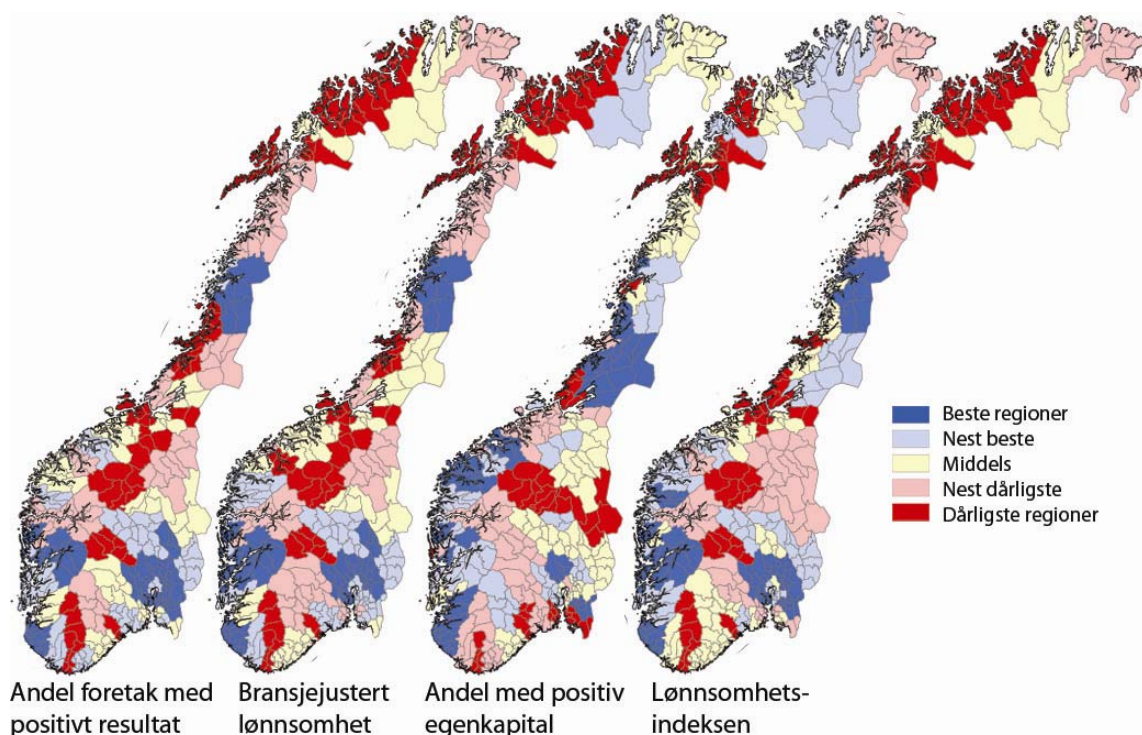 Beste regioner
Nest beste
Middels
Nest dårligste
Dårligste regioner
Andel foretak med
positivt resultat
Bransjejustert
lønnsomhet
Andel med positiv
egenkapital
Lønnsomhets-
indeksen